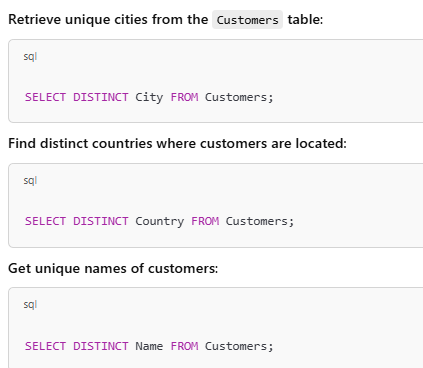 Retrieve unique cities from the Customers table:
sql
SELECT DISTINCT City FROM Customers;
Find distinct countries where customers are located:
sql
SELECT DISTINCT Country FROM Customers;
Get unique names of customers:
sql
SELECT DISTINCT Name FROM Customers;